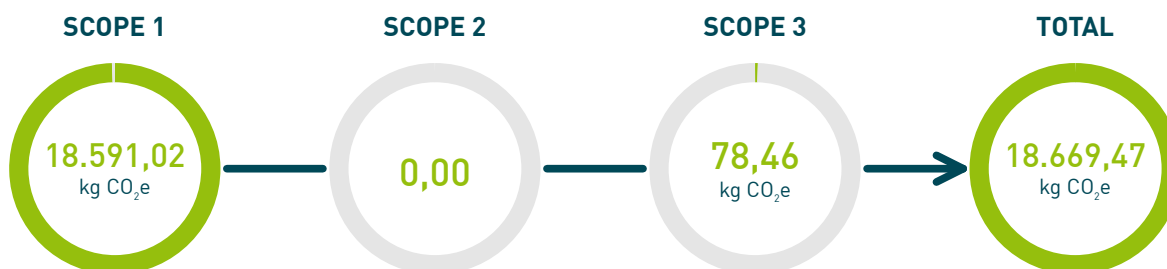 SCOPE 1
SCOPE 2
SCOPE 3
TOTAL
18.591,02
kg CO₂e
0,00
78,46
kg CO₂e
18.669,47
kg CO₂e